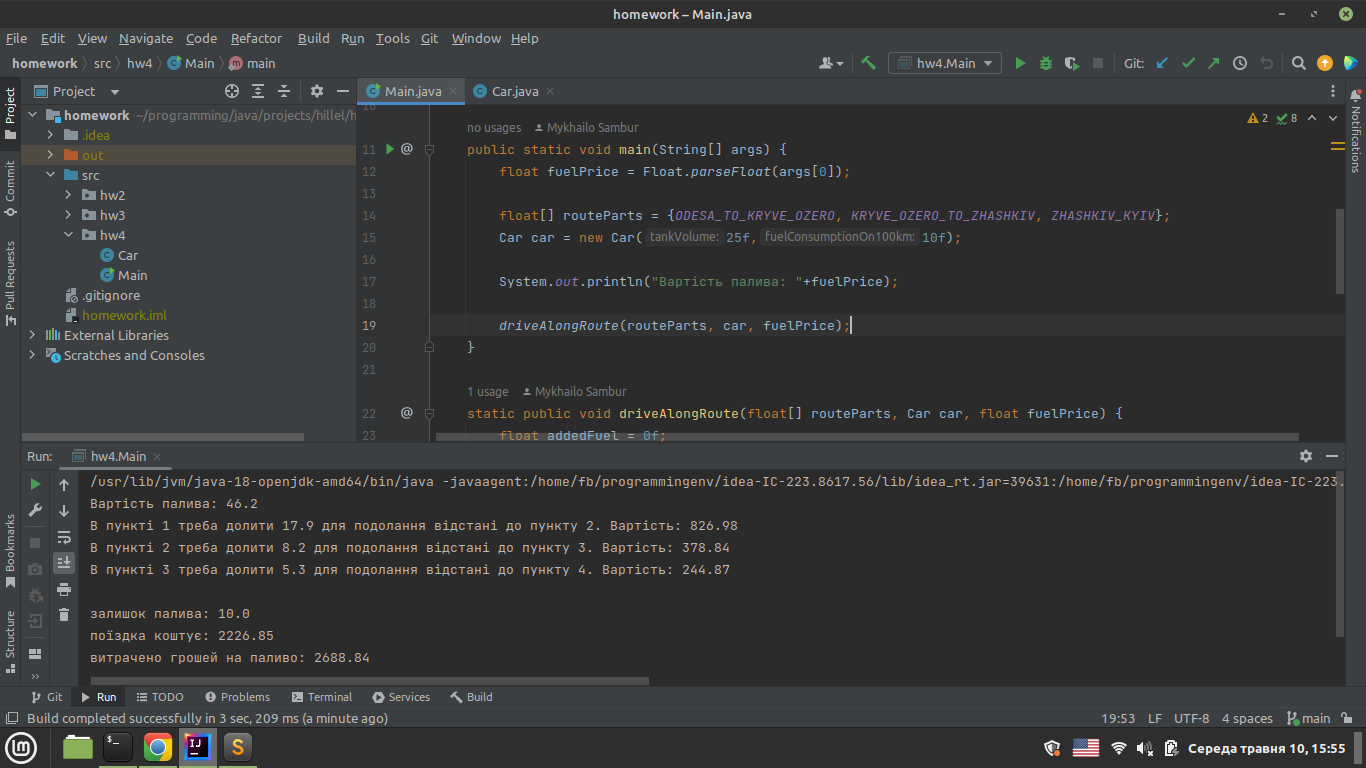 homework – Main.java
File Edit View Navigate Code Refactor Build Run Tools Git Window Help
homework src hw4 Main main
hw4.Main
Git:
Project
Main.java
Car.java
Project
Commit
Pull Requests
Bookmarks
Structure
Notifications
homework ~/programming/java/projects/hillel/h
.idea
out
src
hw2
hw3
hw4
Car
Main
.gitignore
homework.iml
External Libraries
Scratches and Consoles
2 8
10
no usages Mykhailo Sambur
11 public static void main(String[] args) {
12 float fuelPrice = Float.parseFloat(args[0]);
13
14 float[] routeParts = {ODESA_TO_KRYVE_OZERO, KRYVE_OZERO_TO_ZHASHKIV, ZHASHKIV_KYIV};
15 Car car = new Car( tankVolume: 25f, fuelConsumptionOn100km: 10f);
16
17 System.out.println("Вартість палива: "+fuelPrice);
18
19 driveAlongRoute(routeParts, car, fuelPrice);
20 }
21
1 usage Mykhailo Sambur
22 static public void driveAlongRoute(float[] routeParts, Car car, float fuelPrice) {
23 float addedFuel = 0f;
Run: hw4.Main
/usr/lib/jvm/java-18-openjdk-amd64/bin/java -javaagent:/home/fb/programmingenv/idea-IC-223.8617.56/lib/idea_rt.jar=39631:/home/fb/programmingenv/idea-IC-223.
Вартість палива: 46.2
В пункті 1 треба долити 17.9 для подолання відстані до пункту 2. Вартість: 826.98
В пункті 2 треба долити 8.2 для подолання відстані до пункту 3. Вартість: 378.84
В пункті 3 треба долити 5.3 для подолання відстані до пункту 4. Вартість: 244.87
залишок палива: 10.0
поїздка коштує: 2226.85
витрачено грошей на паливо: 2688.84
Git Run TODO Problems Terminal Services Build
Build completed successfully in 3 sec, 209 ms (a minute ago)
19:53 LF UTF-8 4 spaces main
Середа травня 10, 15:55